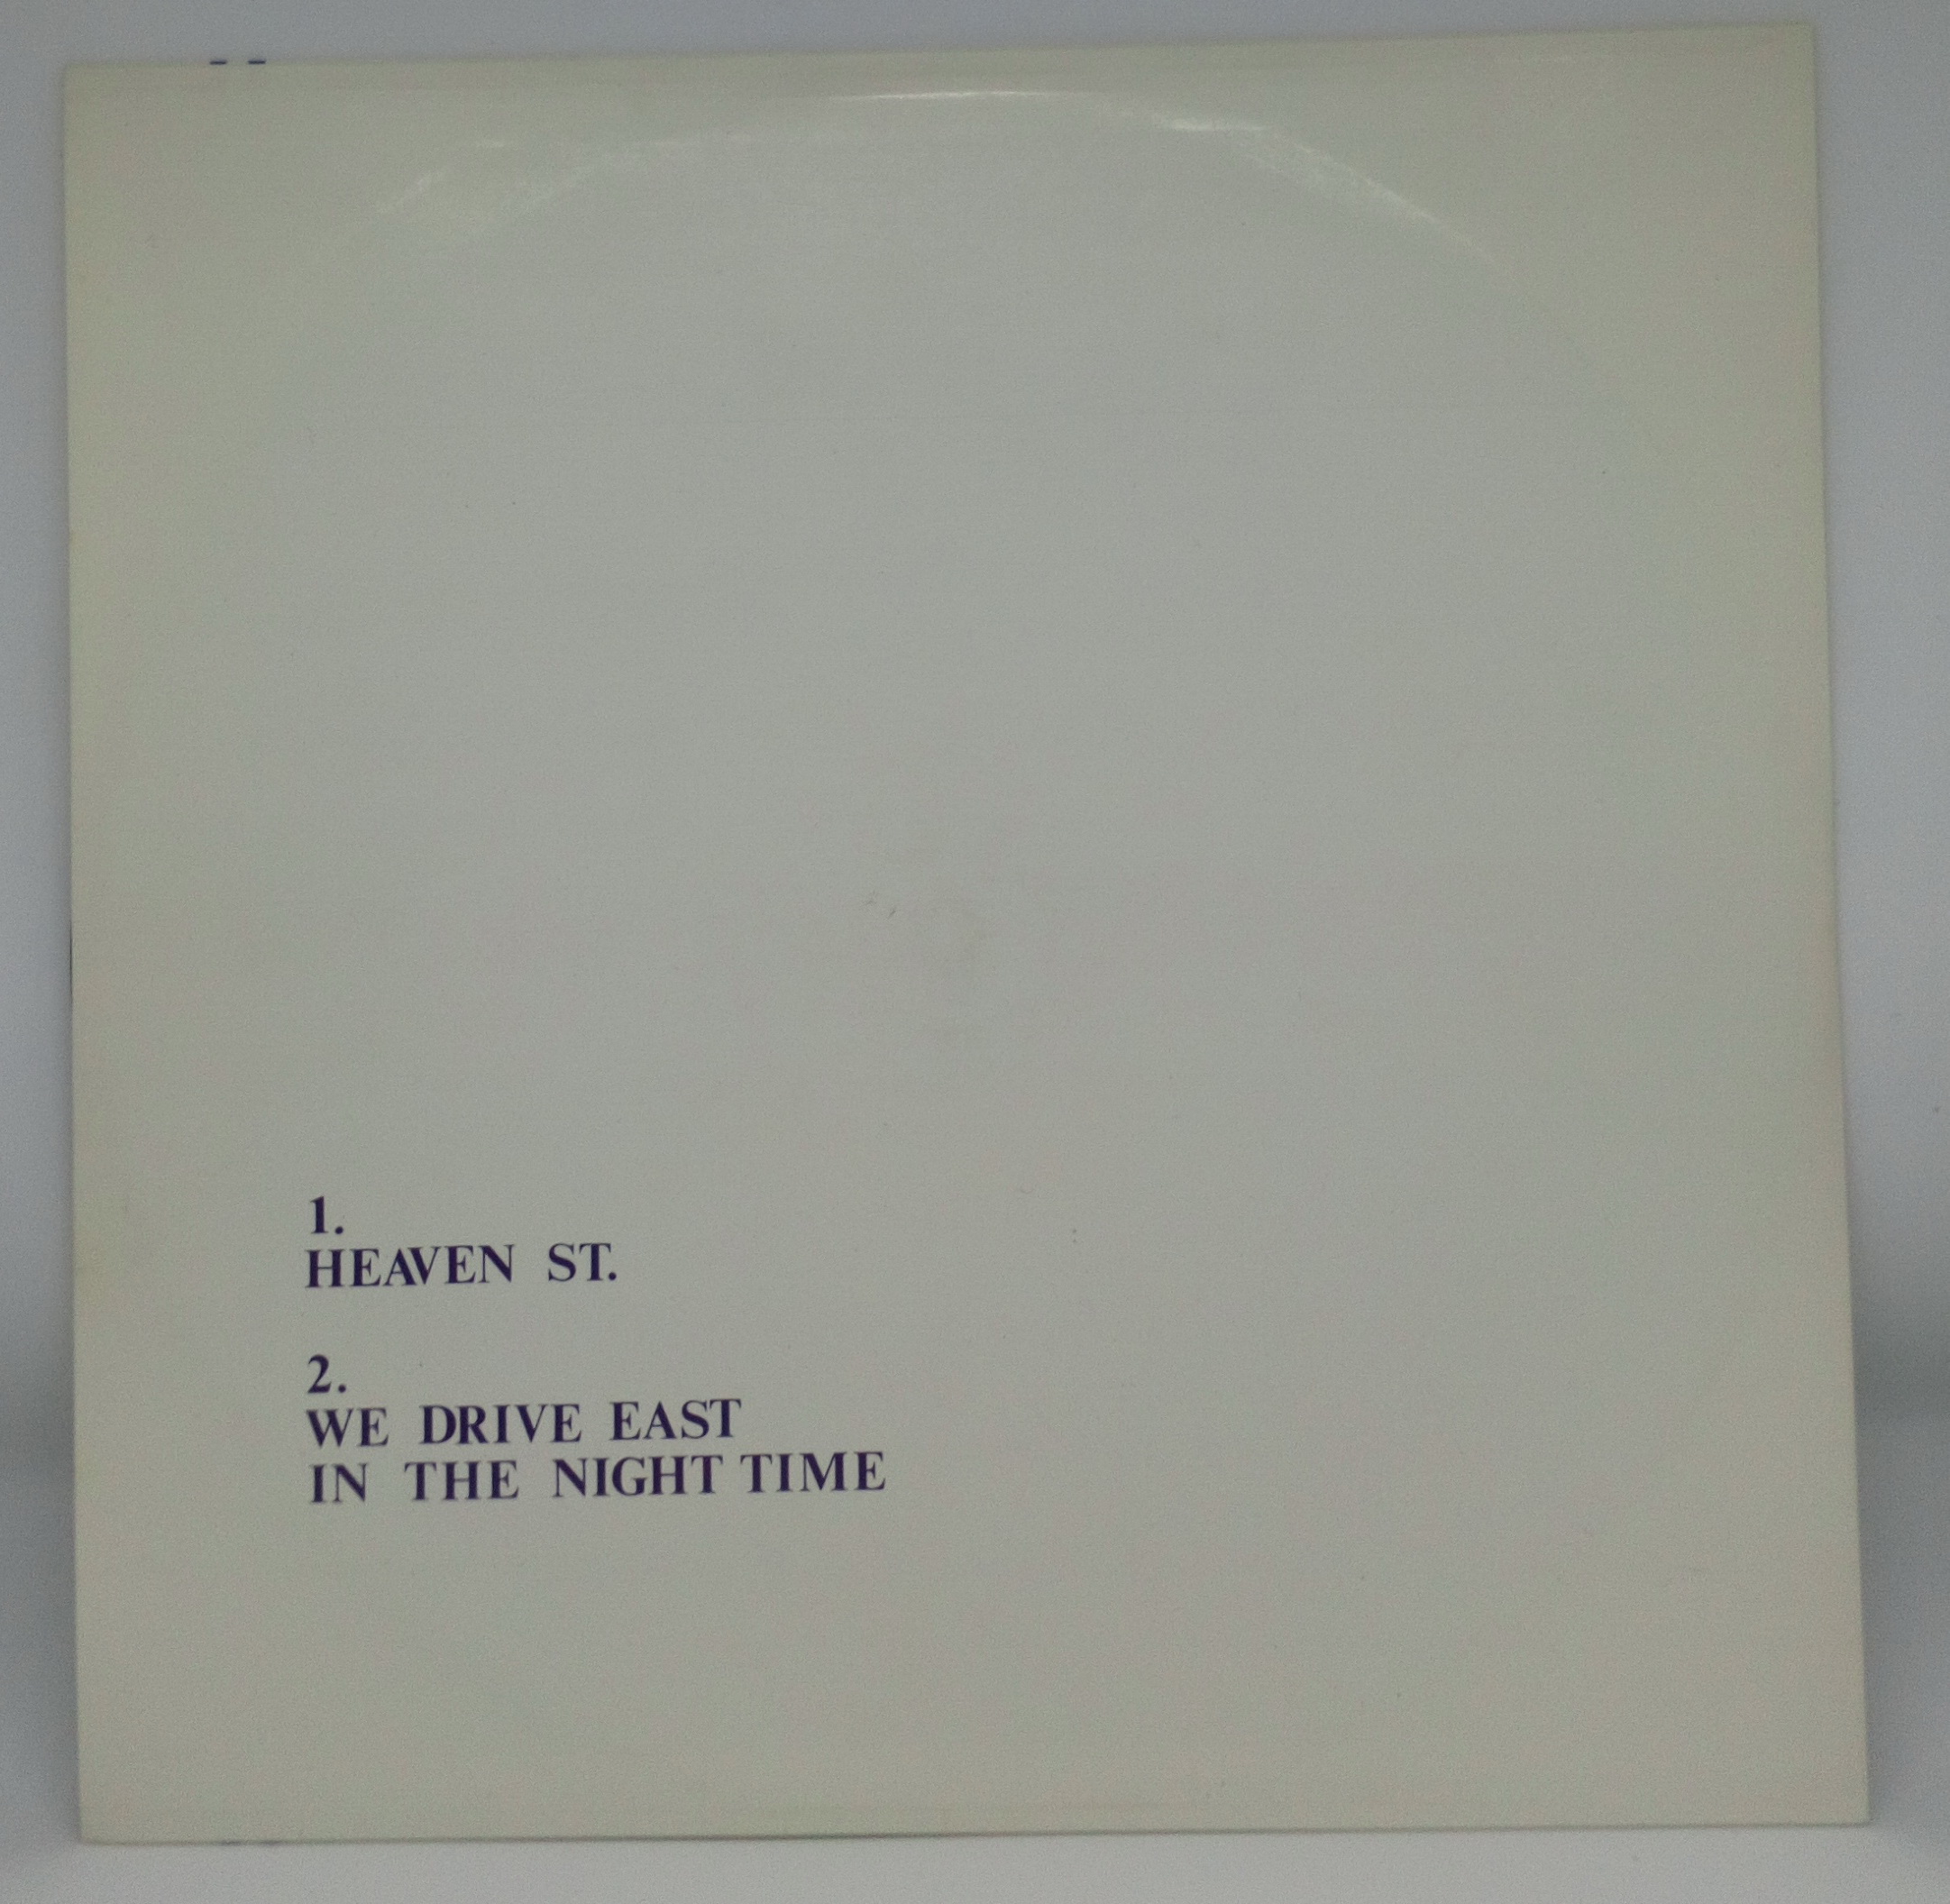 1.
HEAVEN ST.
2.
WE DRIVE EAST
IN THE NIGHT TIME